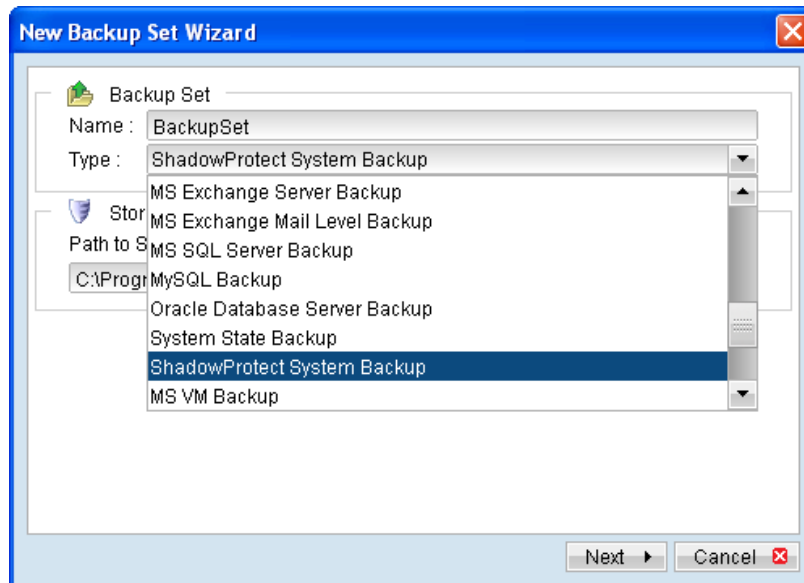 New Backup Set Wizard
Backup Set
Name : BackupSet
Type : ShadowProtect System Backup
MS Exchange Server Backup
Stor
MS Exchange Mail Level Backup
Path to S
MS SQL Server Backup
C:\Progr
MySQL Backup
Oracle Database Server Backup
System State Backup
ShadowProtect System Backup
MS VM Backup
Next
Cancel